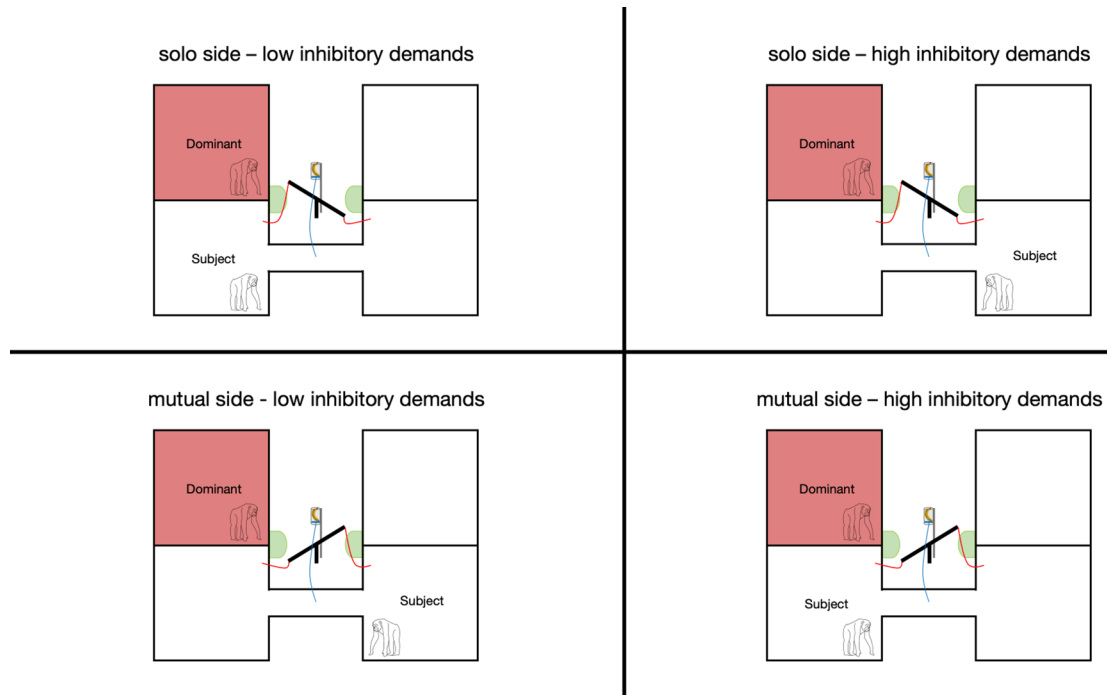 solo side – low inhibitory demands
solo side – high inhibitory demands
Dominant
Dominant
Subject
Subject
mutual side - low inhibitory demands
mutual side – high inhibitory demands
Dominant
Dominant
Subject
Subject